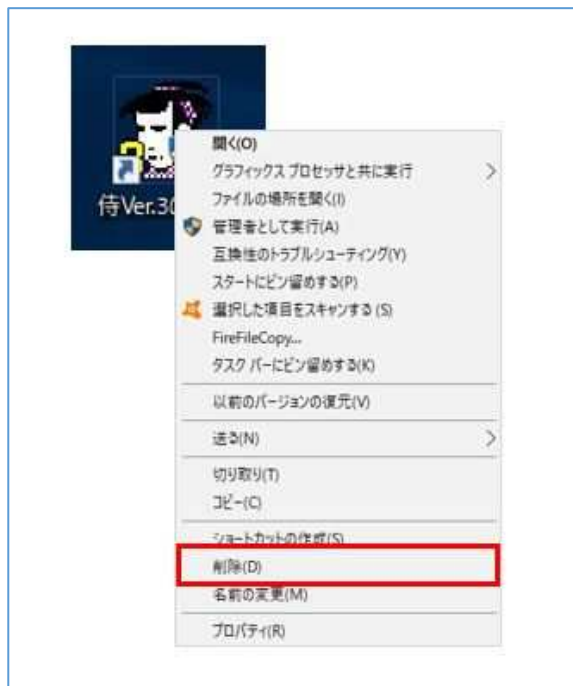 侍Ver.3
開く(O)
グラフィックス プロセッサと共に実行
ファイルの場所を開く(I)
管理者として実行(A)
互換性のトラブルシューティング(Y)
スタートにピン留めする(P)
選択した項目をスキャンする (S)
FireFileCopy...
タスク バーにピン留めする(K)
以前のバージョンの復元(V)
送る(N)
切り取り(T)
コピー(C)
ショートカットの作成(S)
削除(D)
名前の変更(M)
プロパティ(R)